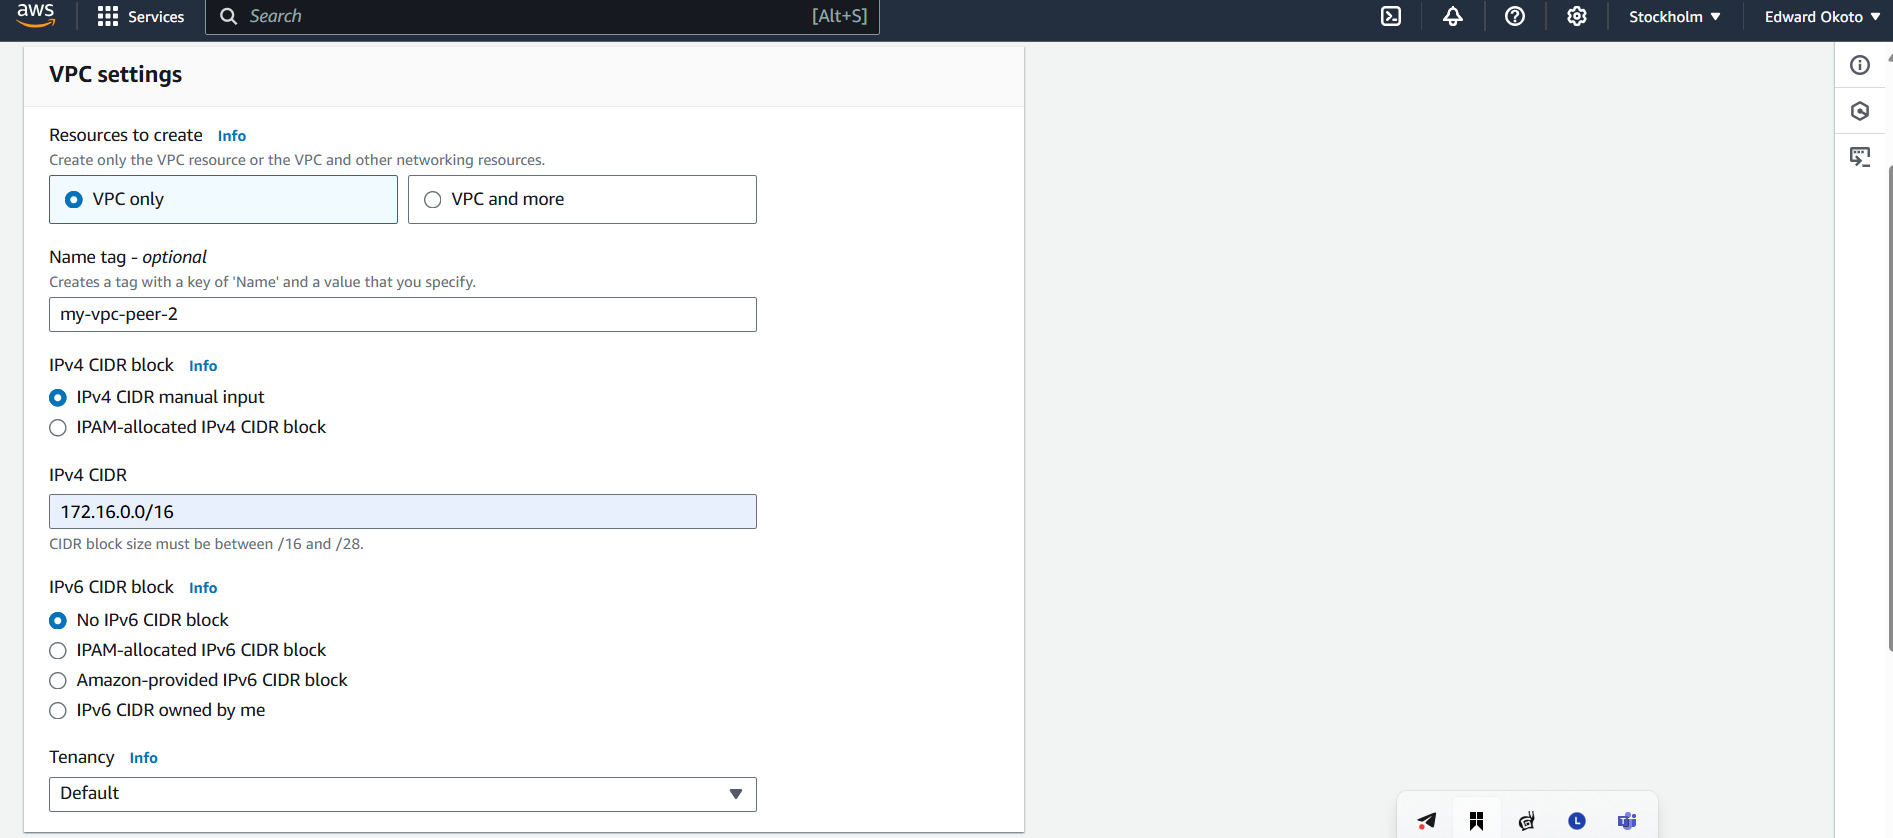 aws
Services
Search
[Alt+S]
Stockholm
Edward Okoto
VPC settings
Resources to create Info
Create only the VPC resource or the VPC and other networking resources.
VPC only
VPC and more
Name tag - optional
Creates a tag with a key of 'Name' and a value that you specify.
my-vpc-peer-2
IPv4 CIDR block Info
IPv4 CIDR manual input
IPAM-allocated IPv4 CIDR block
IPv4 CIDR
172.16.0.0/16
CIDR block size must be between /16 and /28.
IPv6 CIDR block Info
No IPv6 CIDR block
IPAM-allocated IPv6 CIDR block
Amazon-provided IPv6 CIDR block
IPv6 CIDR owned by me
Tenancy Info
Default
L